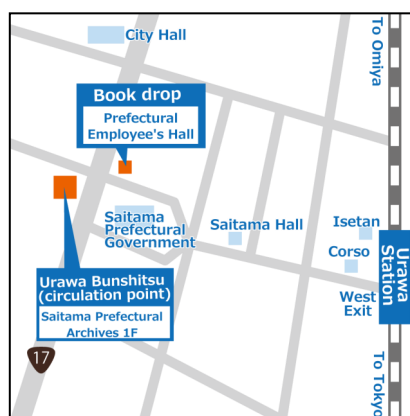 City Hall
To Omiya
Book drop
Prefectural
Employee's Hall
Saitama
Prefectural
Government
Saitama Hall
Isetan
Corso
Urawa
Station
West
Exit
Urawa Bunshitsu
(circulation point)
Saitama Prefectural
Archives 1F
17
To Tokyo